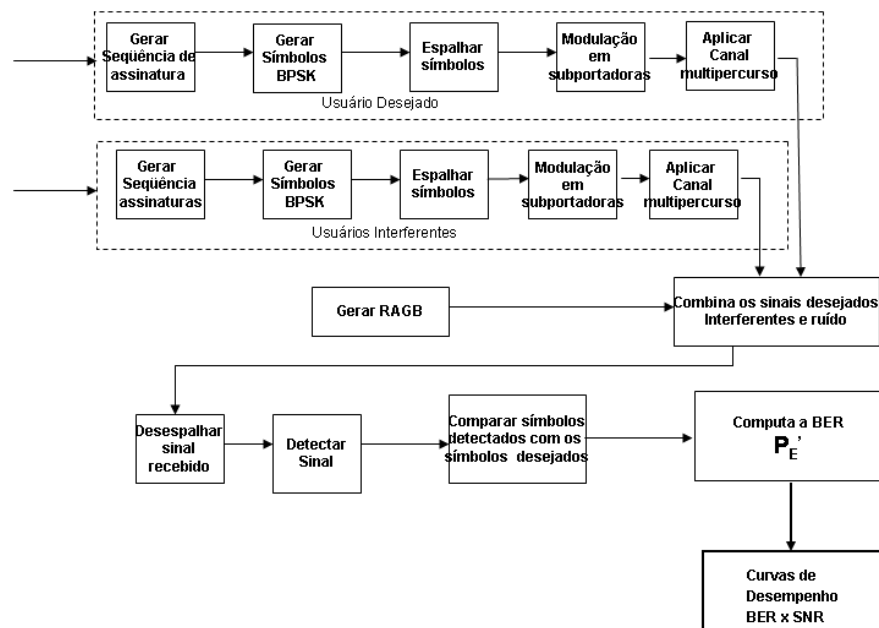 Gerar
Seqüência de
assinatura
Gerar
Símbolos
BPSK
Espalhar
símbolos
Modulação
em
subportadoras
Aplicar
Canal
multipercurso
Usuário Desejado
Gerar
Seqüência
assinaturas
Gerar
Símbolos
BPSK
Espalhar
símbolos
Modulação
em
subportadoras
Aplicar
Canal
multipercurso
Usuários Interferentes
Gerar RAGB
Combina os sinais desejados
Interferentes e ruído
Desespalhar
sinal
recebido
Detectar
Sinal
Comparar símbolos
detectados com os
símbolos desejados
Computa a BER
PE'
Curvas de
Desempenho
BER x SNR